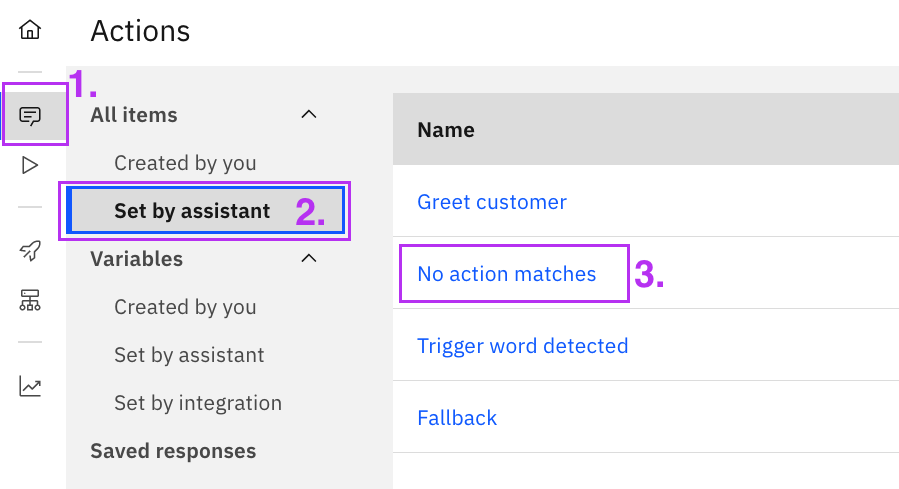 Actions
1.
All items
Created by you
Set by assistant 2.
Variables
Created by you
Set by assistant
Set by integration
Saved responses
Name
Greet customer
No action matches 3.
Trigger word detected
Fallback